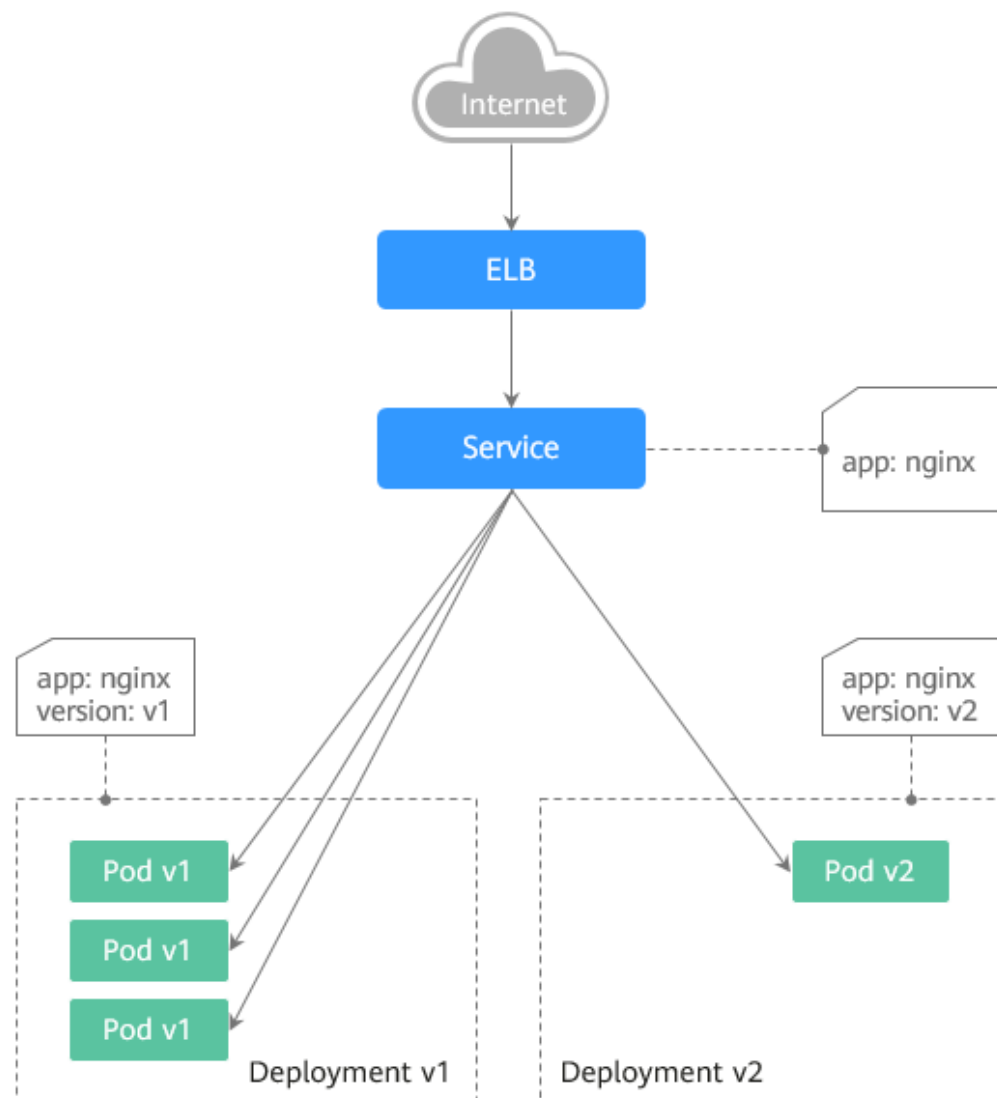 Internet
ELB
Service
app: nginx
app: nginx
version: v1
app: nginx
version: v2
Pod v1
Pod v2
Pod v1
Pod v1
Deployment v1
Deployment v2